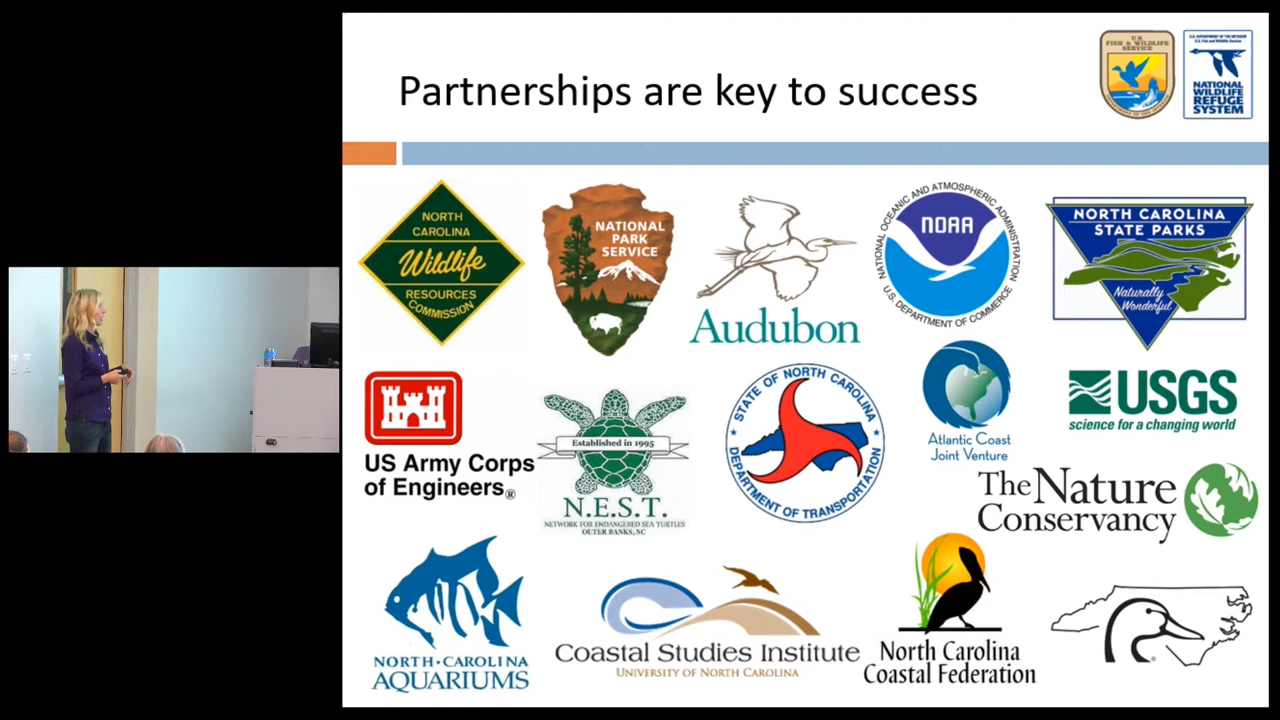 Partnerships are key to success
U.S.
FISH & WILDLIFE
SERVICE
DEPARTMENT OF THE INTERIOR
U.S. DEPARTMENT OF THE INTERIOR
U.S. Fish and Wildlife Service
NATIONAL
WILDLIFE
REFUGE
SYSTEM
NORTH
CAROLINA
Wildlife
RESOURCES
COMMISSION
NATIONAL
PARK
SERVICE
Audubon
NATIONAL OCEANIC AND ATMOSPHERIC ADMINISTRATION
NOAA
U.S. DEPARTMENT OF COMMERCE
NORTH CAROLINA
STATE PARKS
Naturally
Wonderful
US Army Corps
of Engineers®
Established in 1995
N.E.S.T.
NETWORK FOR ENDANGERED SEA TURTLES
OUTER BANKS, NC
STATE OF NORTH CAROLINA
DEPARTMENT OF TRANSPORTATION
Atlantic Coast
Joint Venture
USGS
science for a changing world
The Nature
Conservancy
NORTH•CAROLINA
AQUARIUMS
Coastal Studies Institute
UNIVERSITY OF NORTH CAROLINA
North Carolina
Coastal Federation
®